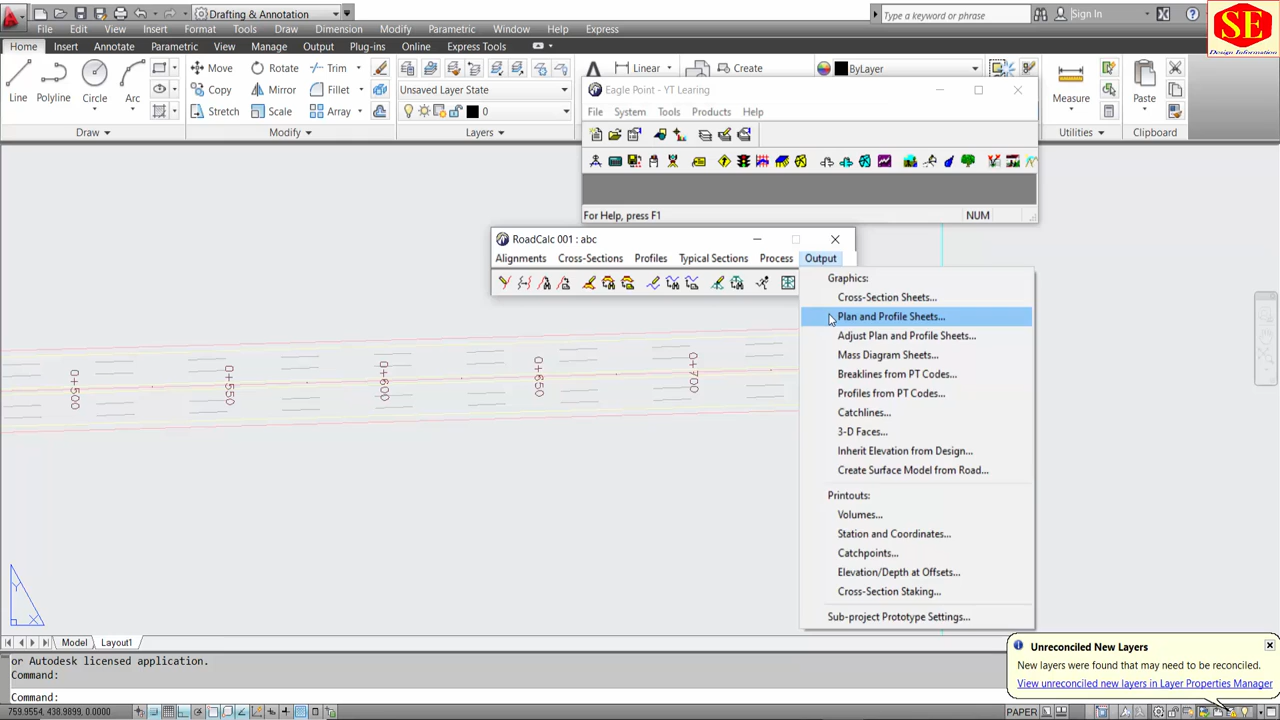 Drafting & Annotation
Type a keyword or phrase
Sign In
File Edit View Insert Format Tools Draw Dimension Modify Parametric Window Help Express
Home Insert Annotate Parametric View Manage Output Plug-ins Online Express Tools
SE
Design Information
Line Polyline Circle Arc
Draw
Move Rotate Trim
Copy Mirror Fillet
Stretch Scale Array
Modify
Unsaved Layer State
0
Layers
A
Linear
Create
ByLayer
Measure
Utilities
Paste
Clipboard
Eagle Point - YT Learing
File System Tools Products Help
For Help, press F1
NUM
RoadCalc 001 : abc
Alignments Cross-Sections Profiles Typical Sections Process Output
Graphics:
Cross-Section Sheets...
Plan and Profile Sheets...
Adjust Plan and Profile Sheets...
Mass Diagram Sheets...
Breaklines from PT Codes...
Profiles from PT Codes...
Catchlines...
3-D Faces...
Inherit Elevation from Design...
Create Surface Model from Road...
Printouts:
Volumes...
Station and Coordinates...
Catchpoints...
Elevation/Depth at Offsets...
Cross-Section Staking...
Sub-project Prototype Settings...
0+500
0+550
0+600
0+650
0+700
Y
X
Model Layout1
or Autodesk licensed application.
Command:
Command:
759.9554, 438.9899, 0.0000
PAPER
Unreconciled New Layers
New layers were found that may need to be reconciled.
View unreconciled new layers in Layer Properties Manager